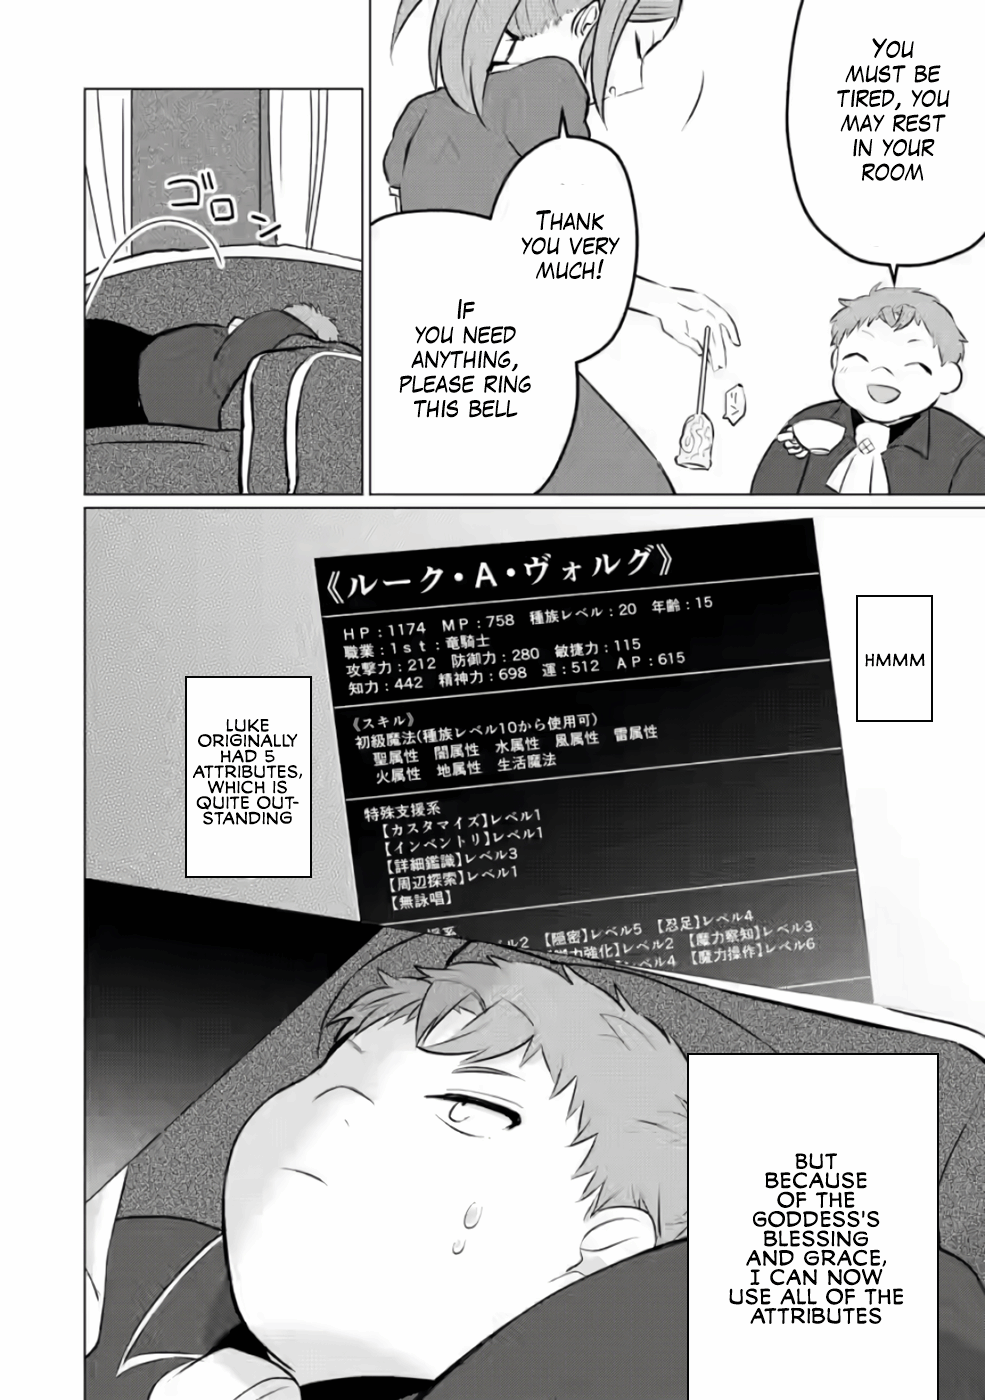 YOU
MUST BE
TIRED, YOU
MAY REST
IN YOUR
ROOM
THANK
YOU VERY
MUCH!
IF
YOU NEED
ANYTHING,
PLEASE RING
THIS BELL
ゴロン
《ルーク・A・ヴォルグ》
HP:1174 MP:758 種族レベル:20 年齢:15
職業:1st:竜騎士
攻撃力:212 防御力:280 敏捷力:115
知力:442 精神力:698 運:512 AP:615
《スキル》
初級魔法(種族レベル10から使用可)
聖属性 闇属性 水属性 風属性 雷属性
火属性 地属性 生活魔法
特殊支援系
【カスタマイズ】レベル1
【インベントリ】レベル1
【詳細鑑識】レベル3
【周辺探索】レベル1
【無詠唱】
援系
レベル2 【隠密】レベル5 【忍足】レベル4
力強化】レベル2 【魔力察知】レベル3
レベル4 【魔力操作】レベル6
HMMM
LUKE
ORIGINALLY
HAD 5
ATTRIBUTES,
WHICH IS
QUITE OUT-
STANDING
BUT
BECAUSE
OF THE
GODDESS'S
BLESSING
AND GRACE,
I CAN NOW
USE ALL OF THE
ATTRIBUTES